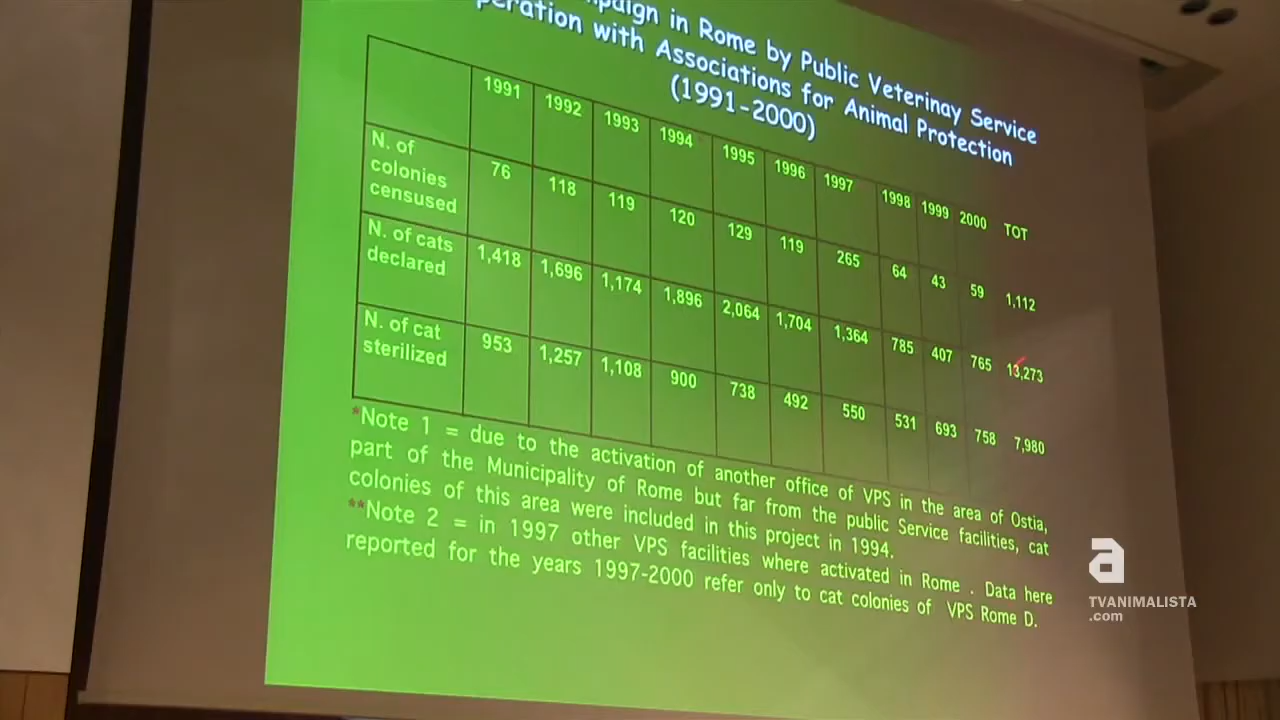 in Rome by Public Veterinay Service
with Associations for Animal Protection
(1991-2000)
1991 1992 1993 1994 1995 1996 1997 1998 1999 2000 TOT
N. of colonies censused 76 118 119 120 129 119 265 64 43 59 1,112
N. of cats declared 1,418 1,696 1,174 1,896 2,064 1,704 1,364 785 407 765 13,273
N. of cat sterilized 953 1,257 1,108 900 738 492 550 531 693 758 7,980
*Note 1 = due to the activation of another office of VPS in the area of Ostia,
part of the Municipality of Rome but far from the public Service facilities, cat
colonies of this area were included in this project in 1994.
**Note 2 = in 1997 other VPS facilities where activated in Rome . Data here
reported for the years 1997-2000 refer only to cat colonies of VPS Rome D.
a
TVANIMALISTA
.com